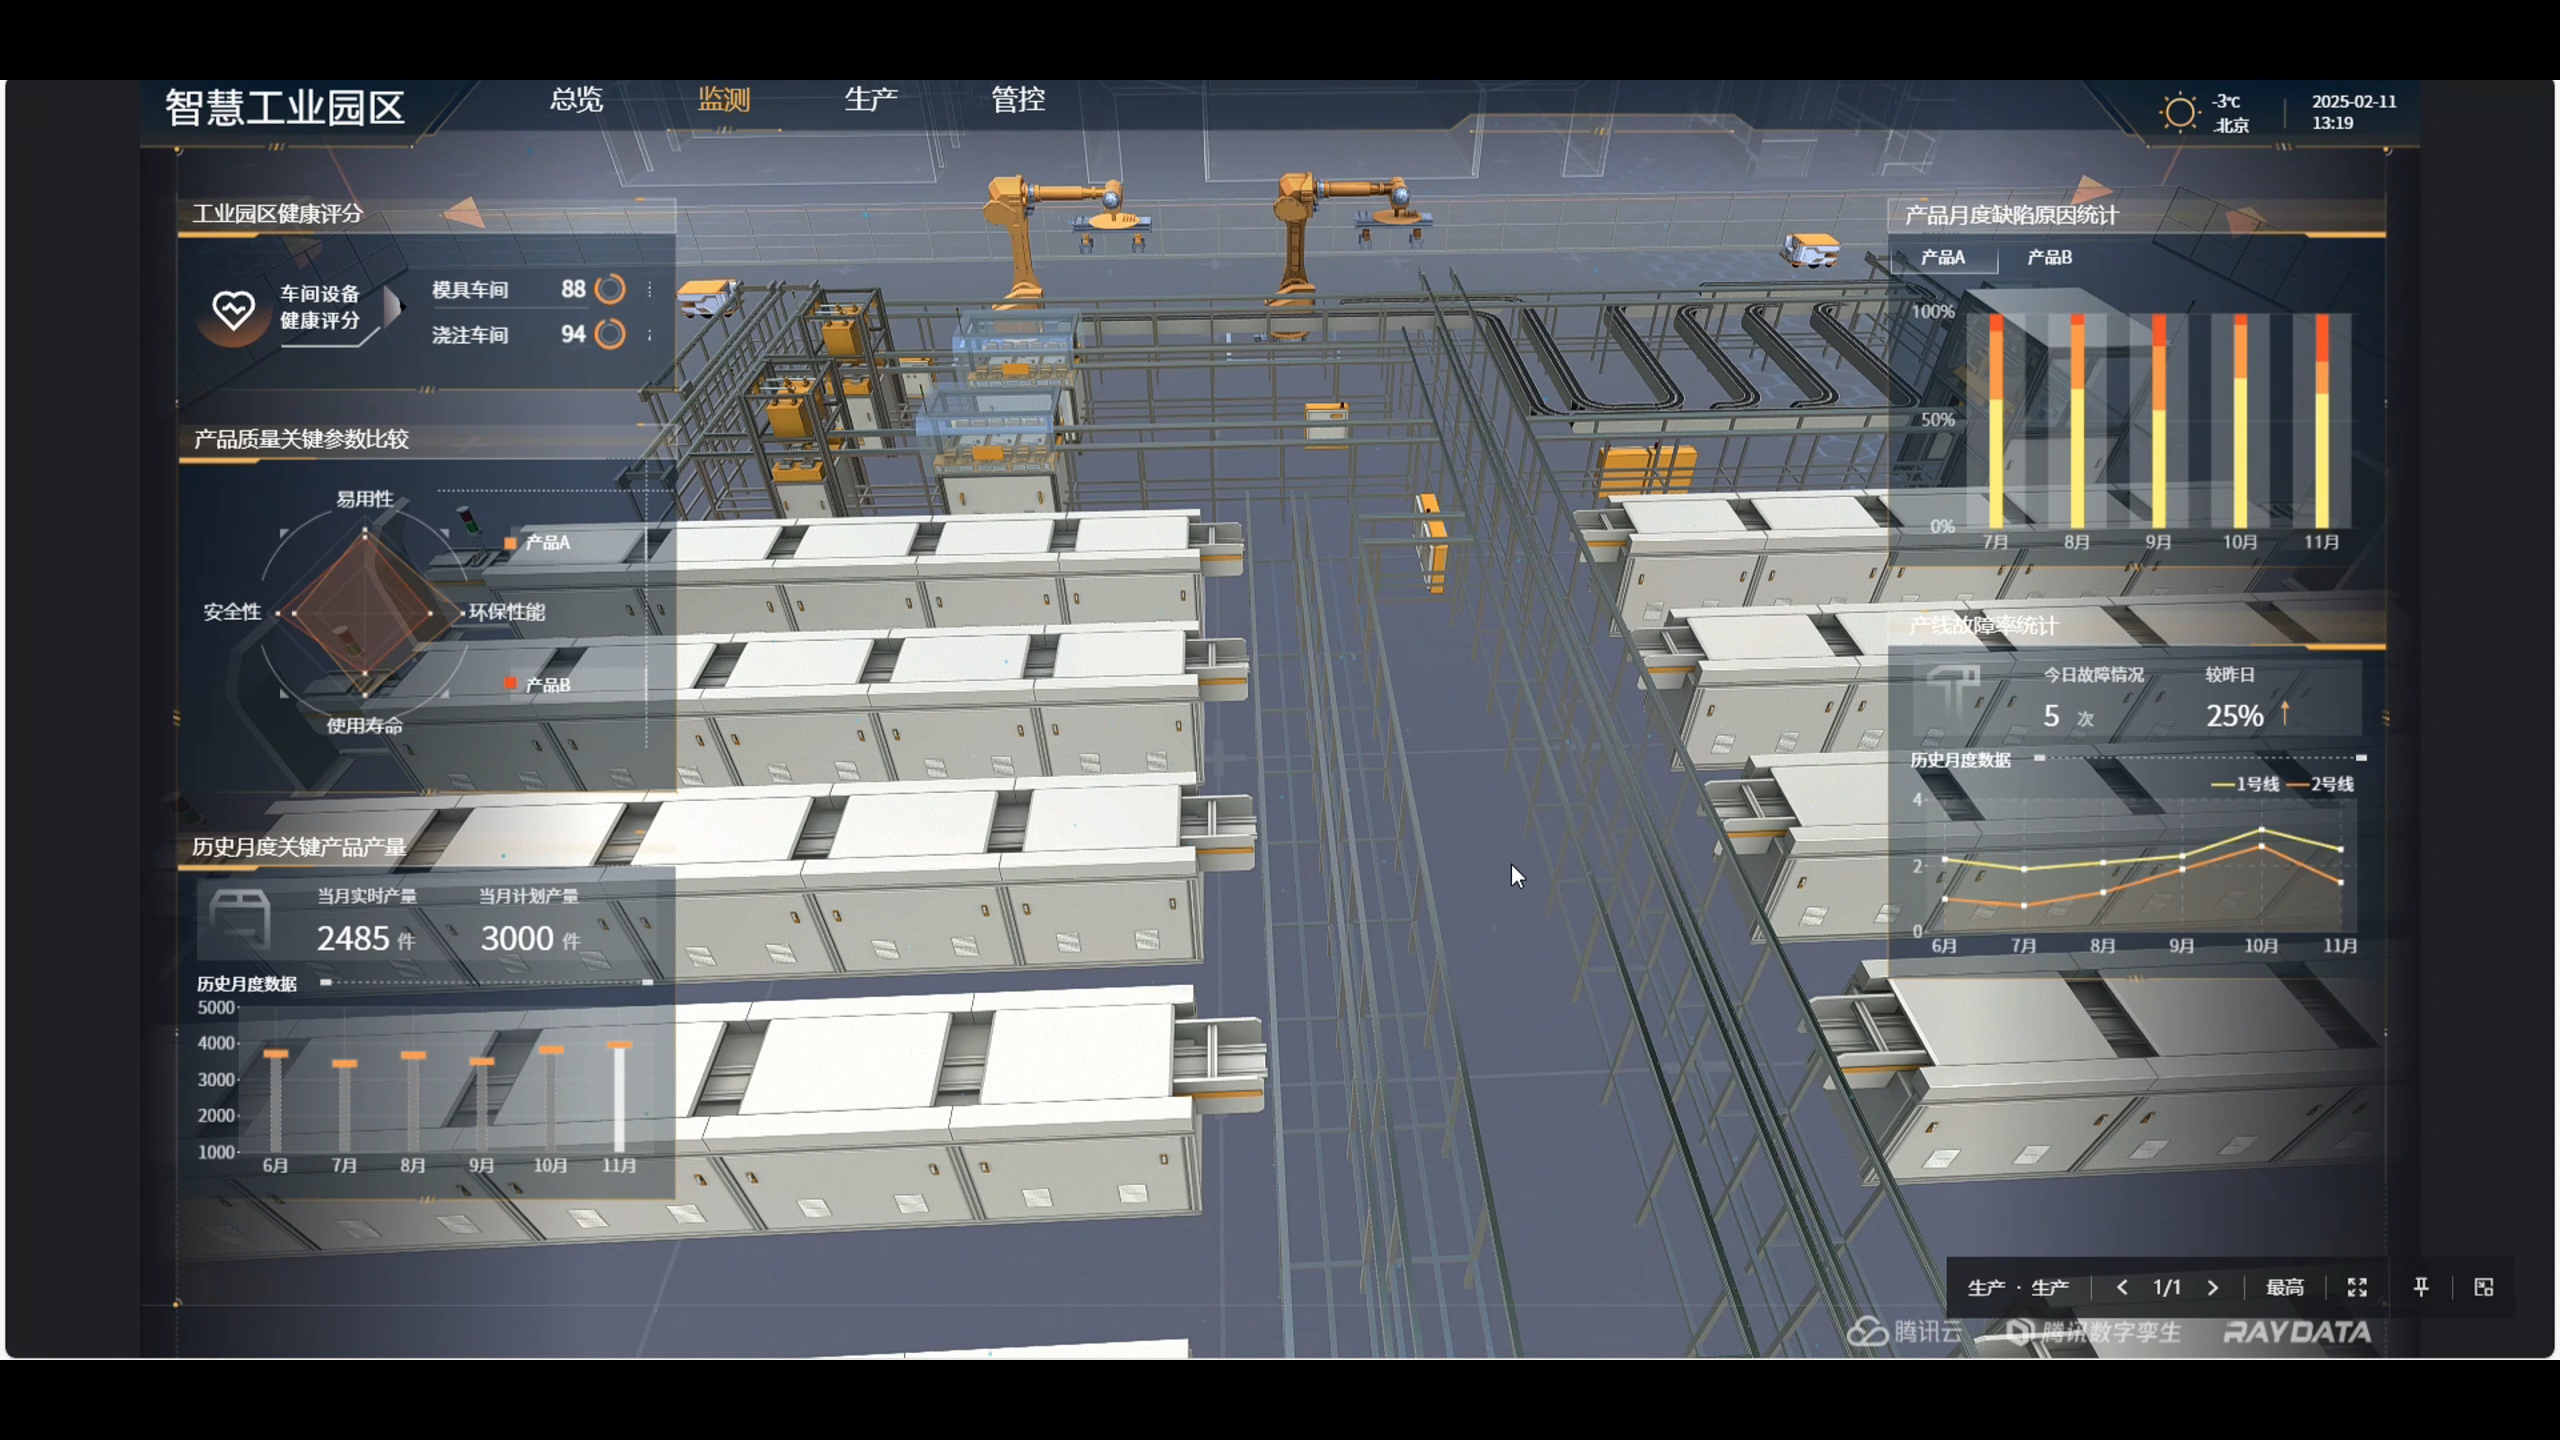 智慧工业园区
总览 监测 生产 管控
-3℃
北京
2025-02-11
13:19
工业园区健康评分
车间设备
健康评分
模具车间 88
浇注车间 94
产品质量关键参数比较
易用性
安全性
环保性能
使用寿命
产品A
产品B
历史月度关键产品产量
当月实时产量 当月计划产量
2485 件 3000 件
历史月度数据
5000
4000
3000
2000
1000
6月 7月 8月 9月 10月 11月
产品月度缺陷原因统计
产品A 产品B
100%
50%
0%
7月 8月 9月 10月 11月
产线故障率统计
今日故障情况 较昨日
5 次 25% ↑
历史月度数据
1号线 2号线
4
2
0
6月 7月 8月 9月 10月 11月
生产 · 生产 < 1/1 > 最高
腾讯云 腾讯数字孪生 RAYDATA